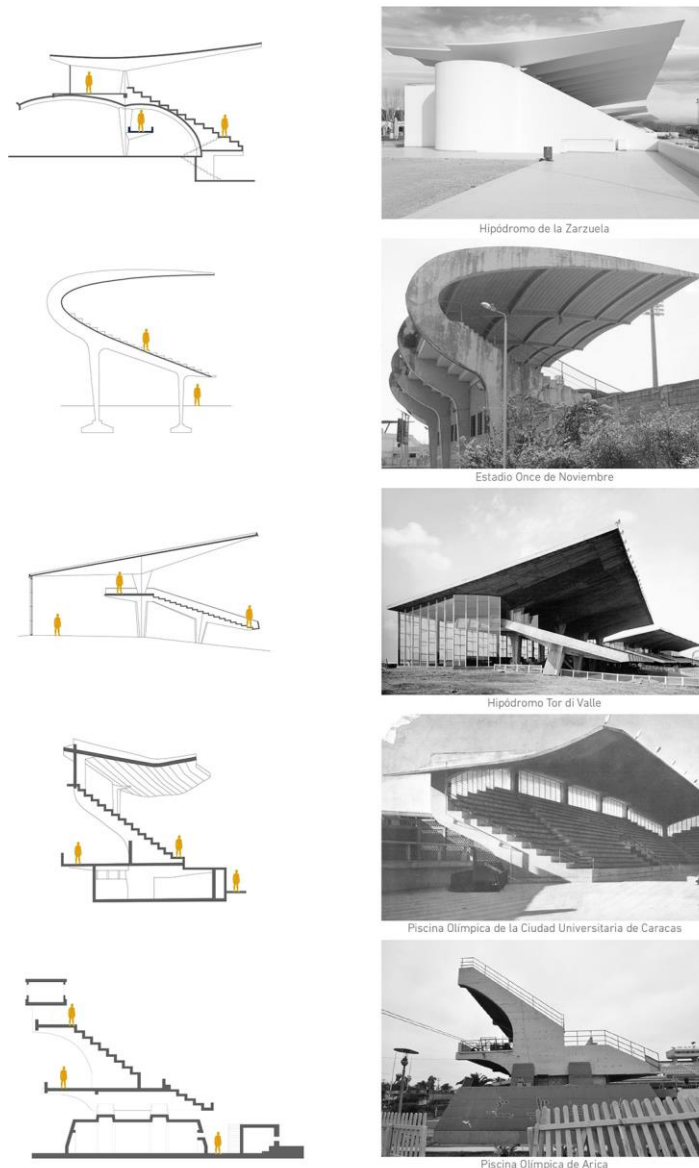 Hipódromo de la Zarzuela
Estadio Once de Noviembre
Hipódromo Tor di Valle
Piscina Olímpica de la Ciudad Universitaria de Caracas
Piscina Olímpica de Arica